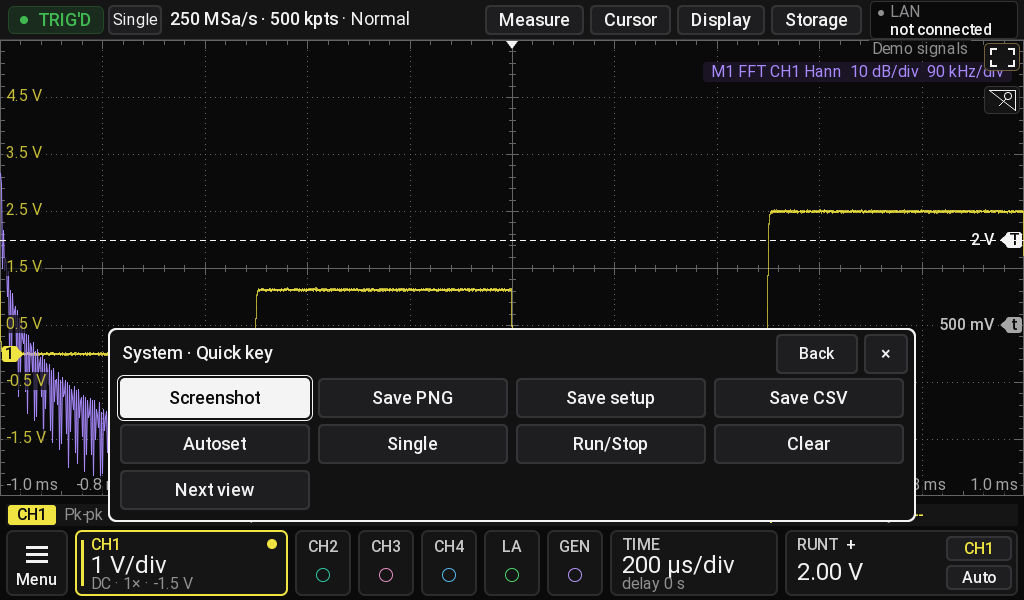 TRIG'D Single 250 MSa/s · 500 kpts · Normal Measure Cursor Display Storage LAN
not connected
Demo signals
M1 FFT CH1 Hann 10 dB/div 90 kHz/div
4.5 V
3.5 V
2.5 V
2 V T
1.5 V
0.5 V 500 mV t
1
System · Quick key Back ×
-0.5 V
Screenshot Save PNG Save setup Save CSV
-1.5 V Autoset Single Run/Stop Clear
-1.0 ms -0.8 Next view ms 1.0 ms
CH1 Pk-pk
Menu
CH1
1 V/div
DC · 1× · -1.5 V
CH2 CH3 CH4 LA GEN
TIME
200 µs/div
delay 0 s
RUNT + CH1
2.00 V Auto